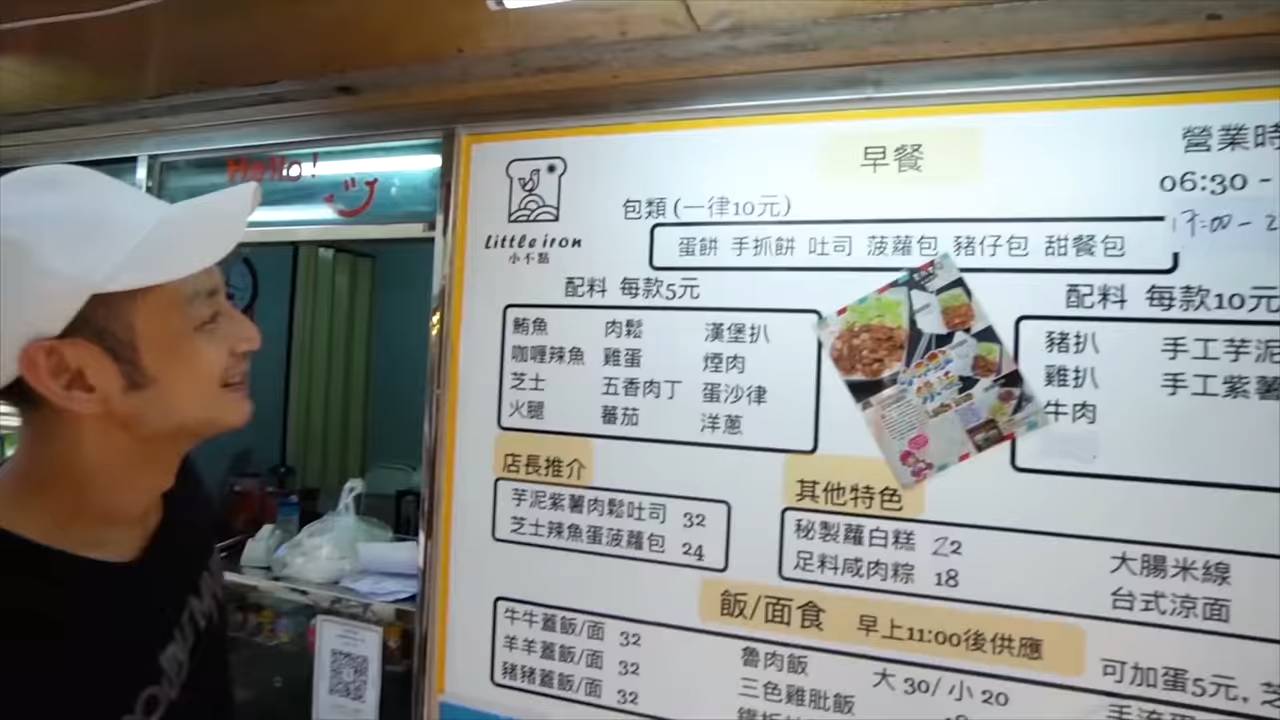 Hello!
早餐
營業時
06:30 -
17:00 - 2
Little iron
小不點
包類 (一律10元)
蛋餅 手抓餅 吐司 菠蘿包 豬仔包 甜餐包
配料 每款5元
鮪魚 肉鬆 漢堡扒
咖喱辣魚 雞蛋 煙肉
芝士 五香肉丁 蛋沙律
火腿 蕃茄 洋蔥
配料 每款10元
豬扒 手工芋泥
雞扒 手工紫薯
牛肉
店長推介
芋泥紫薯肉鬆吐司 32
芝士辣魚蛋菠蘿包 24
其他特色
秘製蘿白糕 22
足料咸肉粽 18
大腸米線
台式涼面
飯/面食 早上11:00後供應
牛牛蓋飯/面 32
羊羊蓋飯/面 32
豬豬蓋飯/面 32
魯肉飯 大 30/ 小 20
三色雞肶飯
可加蛋5元, 芝